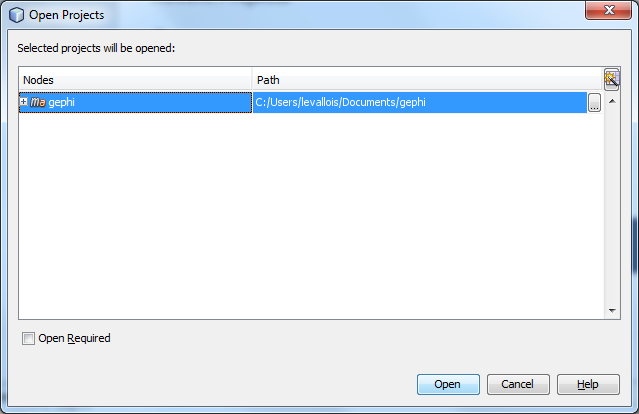 Open Projects
Selected projects will be opened:
Nodes Path
Ma gephi C:/Users/levallois/Documents/gephi ...
Open Required
Open Cancel Help